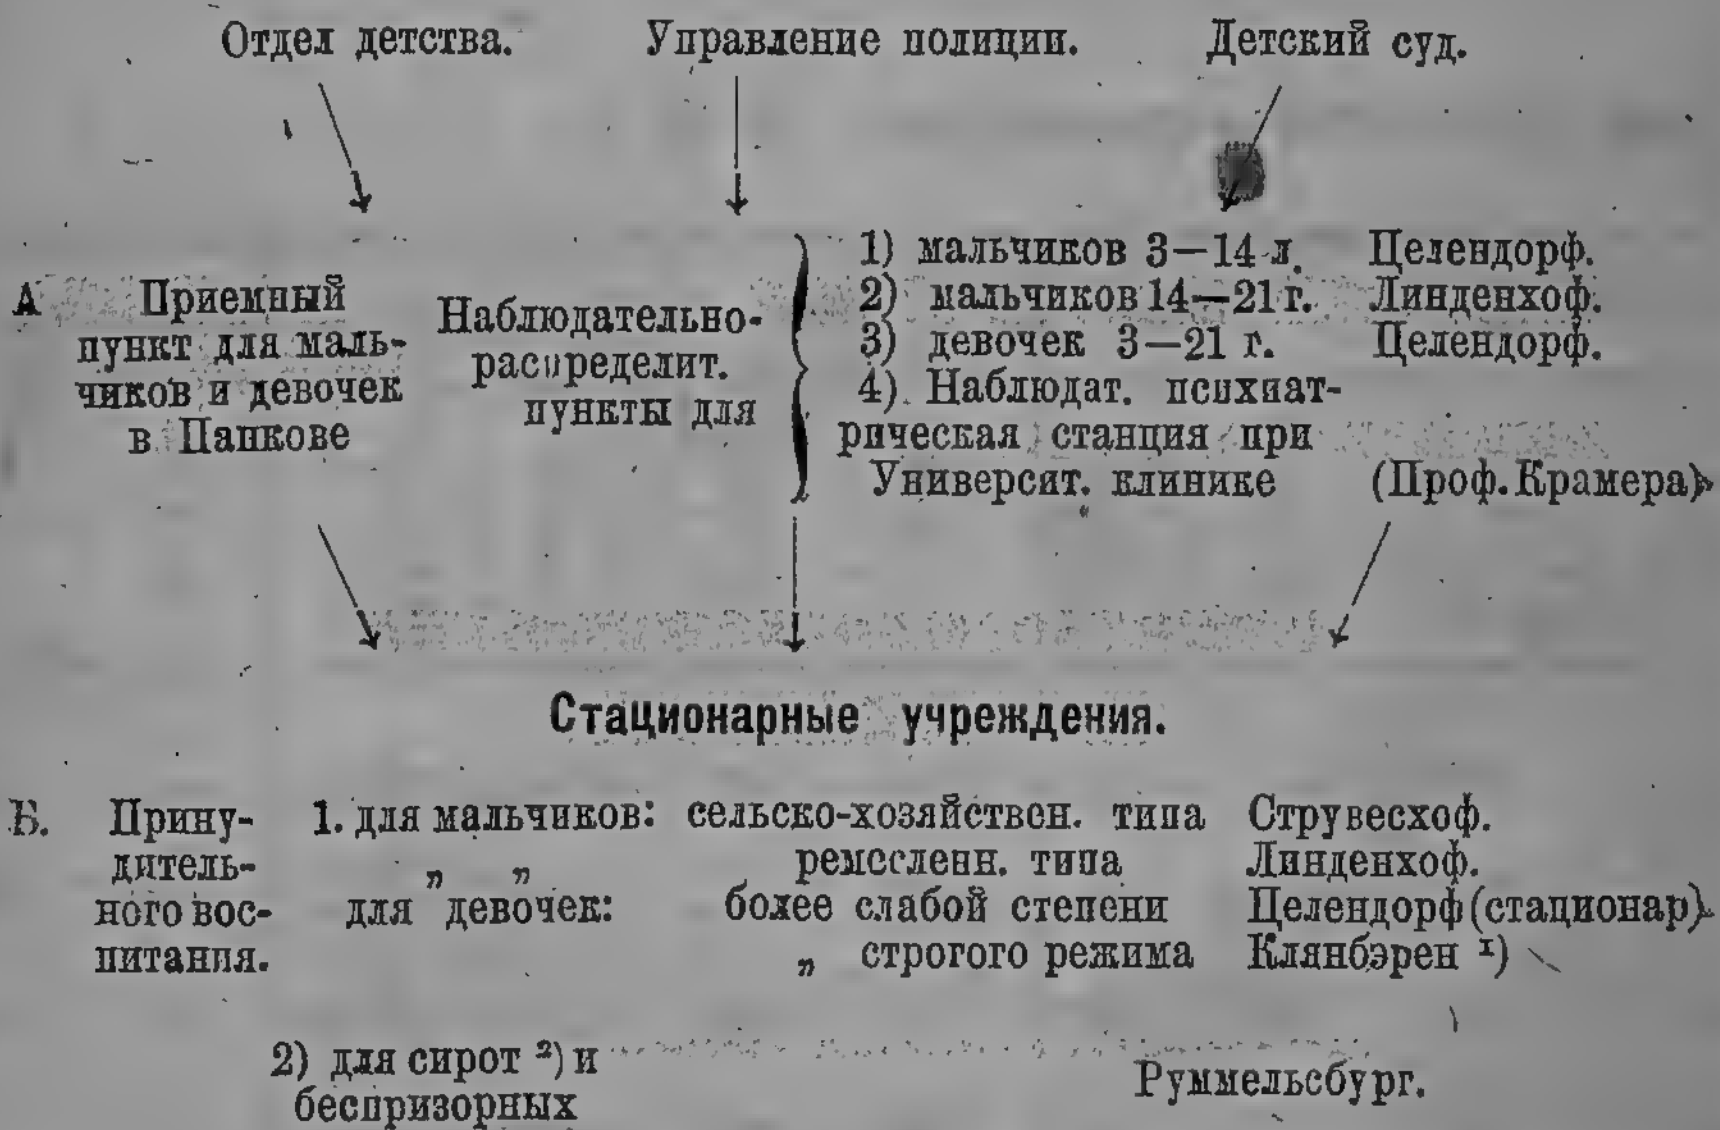 Отдел детства. Управление полиции. Детский суд.
А Приемный
пункт для маль-
чиков и девочек
в Панкове
Наблюдательно-
распределит.
пункты для
1) мальчиков 3—14 л. Целендорф.
2) мальчиков 14—21 г. Линденхоф.
3) девочек 3—21 г. Целендорф.
4) Наблюдат. психиат-
рическая станция при
Университ. клинике (Проф. Крамера)
Стационарные учреждения.
Б. Прину-
дитель-
ного вос-
питания.
1. для мальчиков: сельско-хозяйствен. типа Струвесхоф.
„ „ ремесленн. типа Линденхоф.
для девочек: более слабой степени Целендорф (стационар).
„ строгого режима Клянбэрен ¹)
2) для сирот ²) и
беспризорных
Руммельсбург.